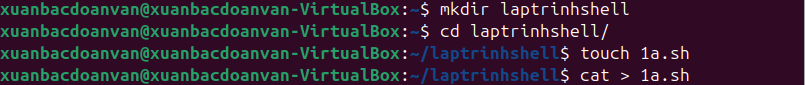 xuanbacdoanvan@xuanbacdoanvan-VirtualBox:~$ mkdir laptrinhshell
xuanbacdoanvan@xuanbacdoanvan-VirtualBox:~$ cd laptrinhshell/
xuanbacdoanvan@xuanbacdoanvan-VirtualBox:~/laptrinhshell$ touch 1a.sh
xuanbacdoanvan@xuanbacdoanvan-VirtualBox:~/laptrinhshell$ cat > 1a.sh